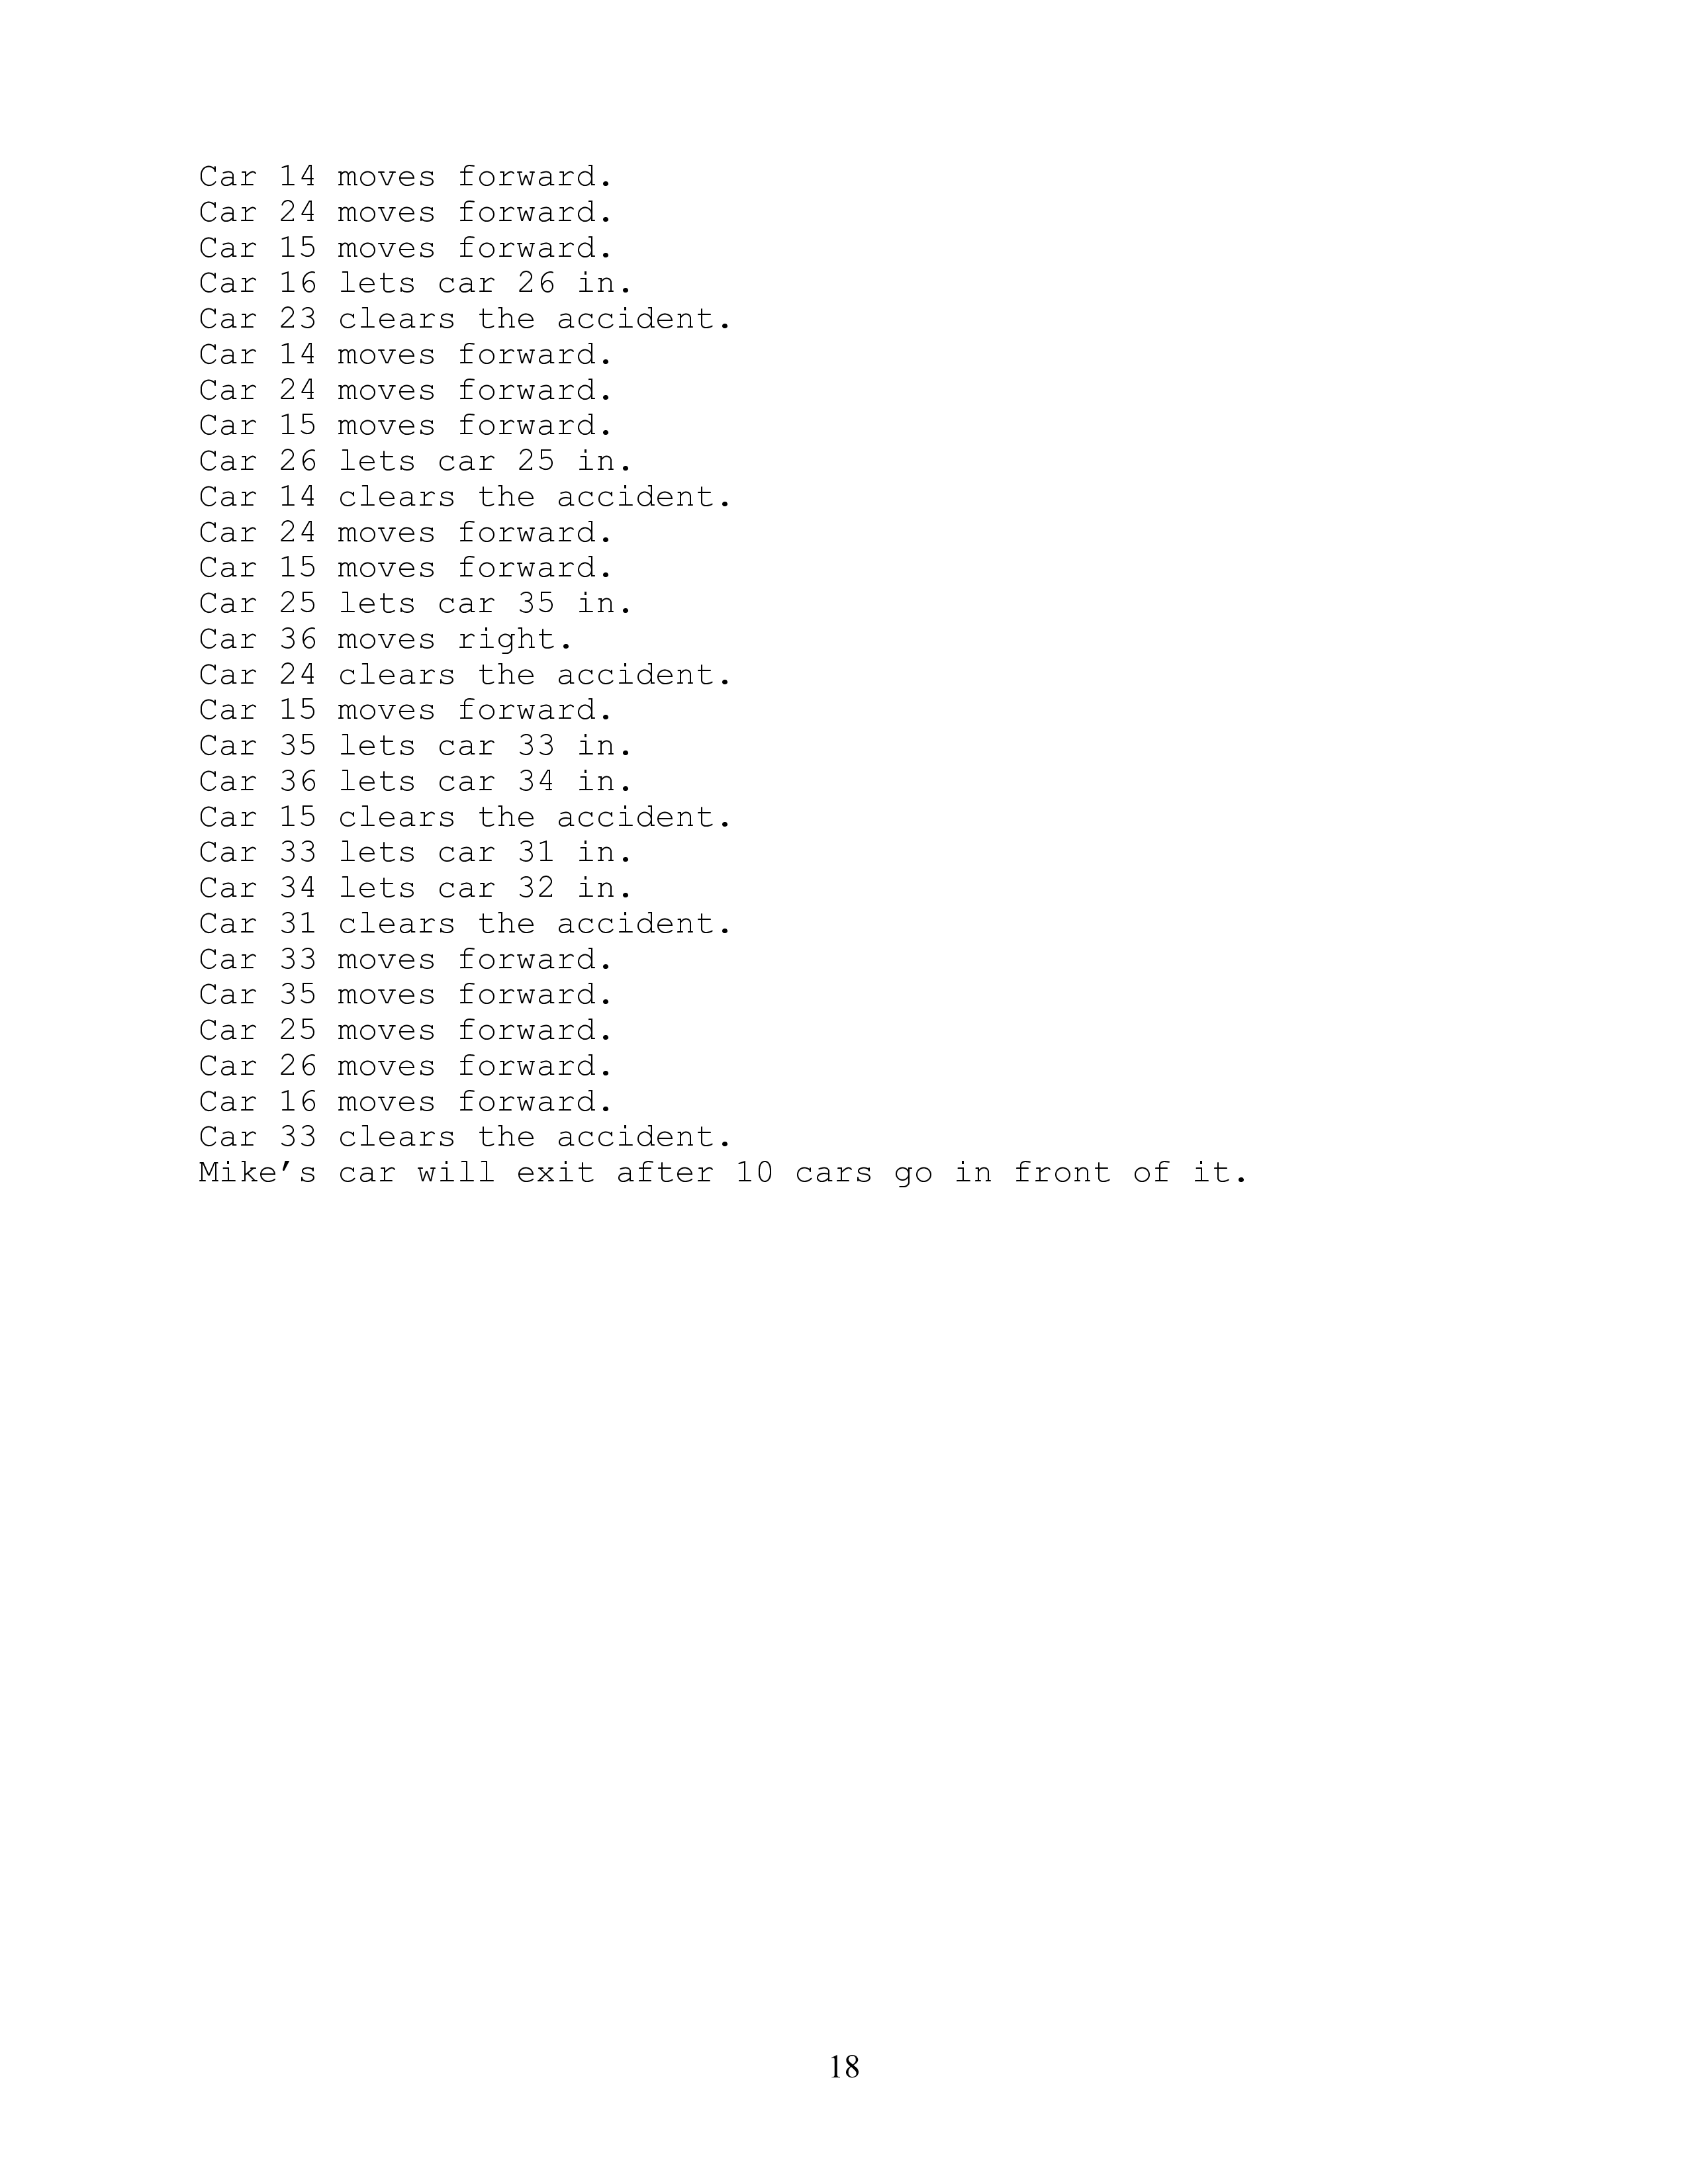 Car 14 moves forward.
Car 24 moves forward.
Car 15 moves forward.
Car 16 lets car 26 in.
Car 23 clears the accident.
Car 14 moves forward.
Car 24 moves forward.
Car 15 moves forward.
Car 26 lets car 25 in.
Car 14 clears the accident.
Car 24 moves forward.
Car 15 moves forward.
Car 25 lets car 35 in.
Car 36 moves right.
Car 24 clears the accident.
Car 15 moves forward.
Car 35 lets car 33 in.
Car 36 lets car 34 in.
Car 15 clears the accident.
Car 33 lets car 31 in.
Car 34 lets car 32 in.
Car 31 clears the accident.
Car 33 moves forward.
Car 35 moves forward.
Car 25 moves forward.
Car 26 moves forward.
Car 16 moves forward.
Car 33 clears the accident.
Mike’s car will exit after 10 cars go in front of it.
18